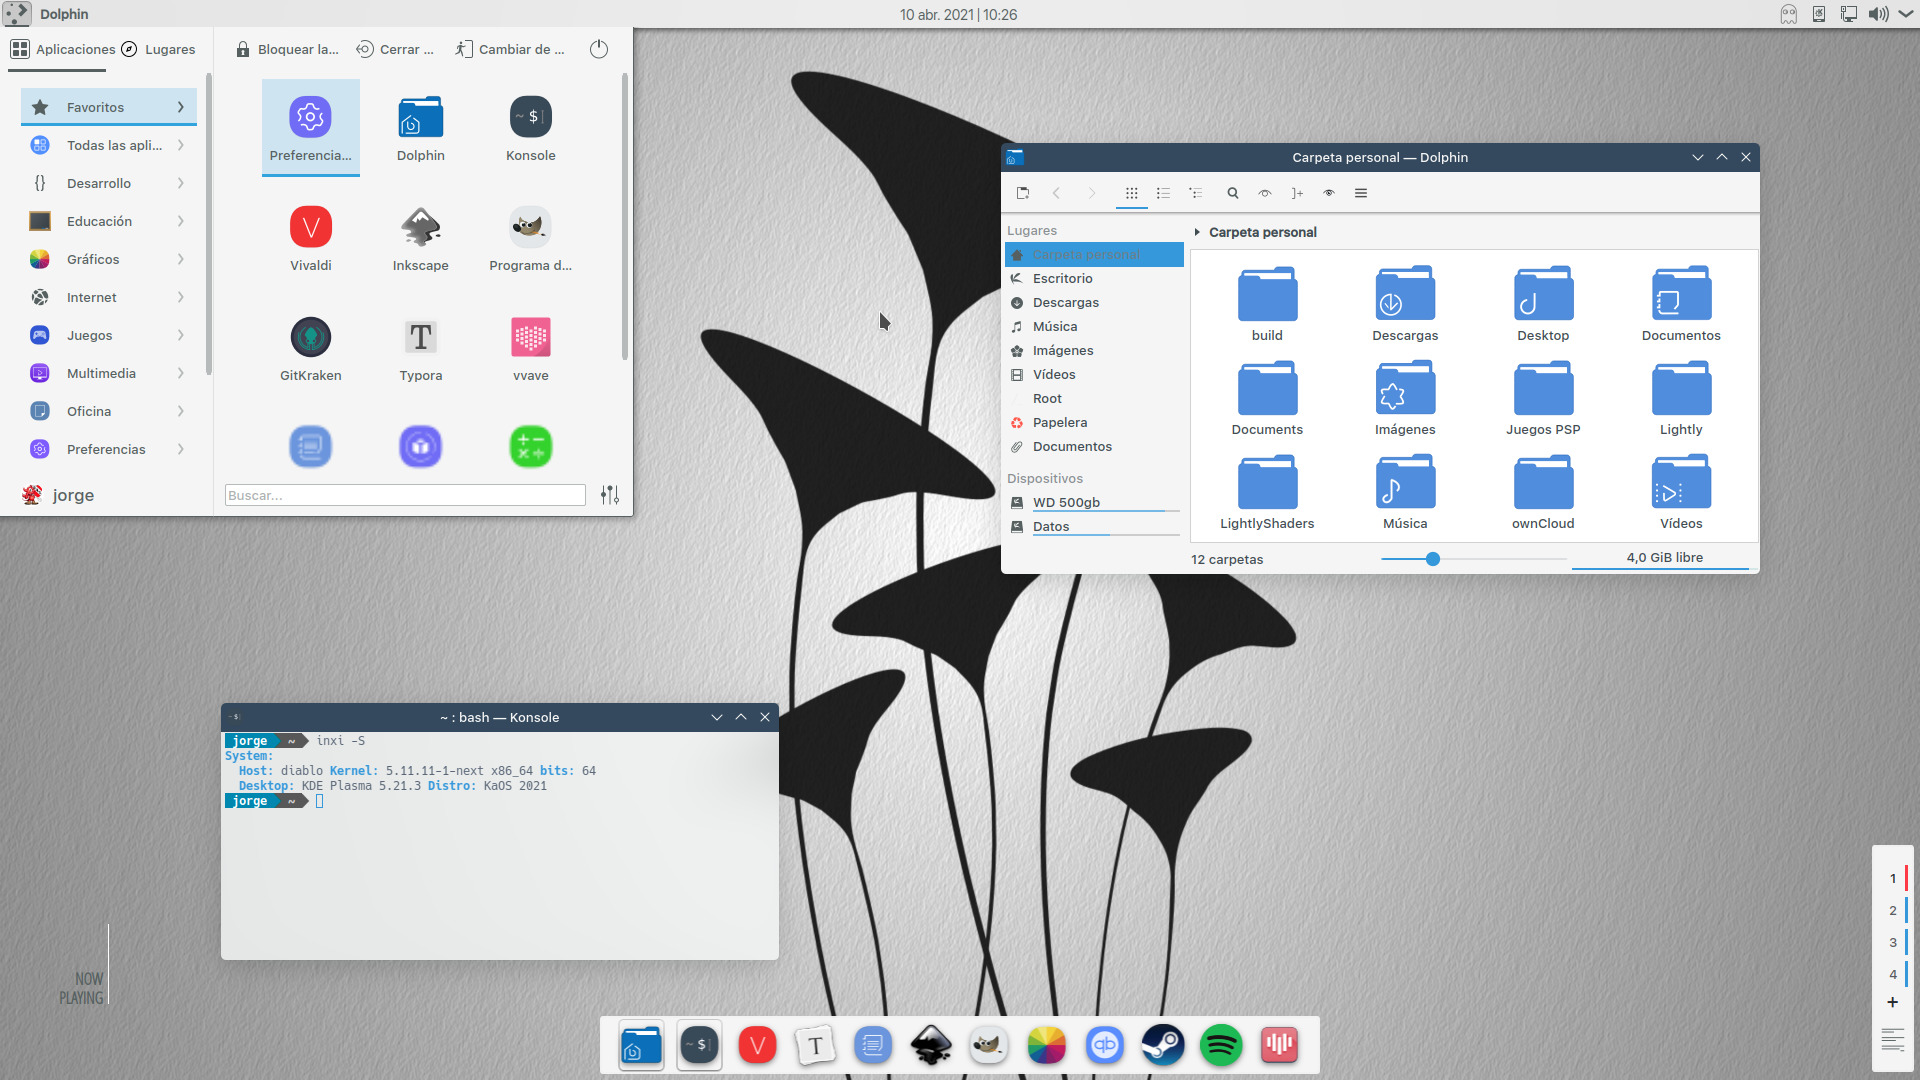 Dolphin
10 abr. 2021 | 10:26
Aplicaciones
Lugares
Bloquear la...
Cerrar ...
Cambiar de ...
Favoritos
Todas las apli...
Desarrollo
Educación
Gráficos
Internet
Juegos
Multimedia
Oficina
Preferencias
jorge
Preferencia...
Dolphin
Konsole
Vivaldi
Inkscape
Programa d...
GitKraken
Typora
vvave
Buscar...
Carpeta personal — Dolphin
Lugares
Carpeta personal
Escritorio
Descargas
Música
Imágenes
Vídeos
Root
Papelera
Documentos
Dispositivos
WD 500gb
Datos
Carpeta personal
build
Descargas
Desktop
Documentos
Documents
Imágenes
Juegos PSP
Lightly
LightlyShaders
Música
ownCloud
Vídeos
12 carpetas
4,0 GiB libre
~ : bash — Konsole
jorge ~ inxi -S
System:
Host: diablo Kernel: 5.11.11-1-next x86_64 bits: 64
Desktop: KDE Plasma 5.21.3 Distro: KaOS 2021
jorge ~
NOW
PLAYING
1
2
3
4
+